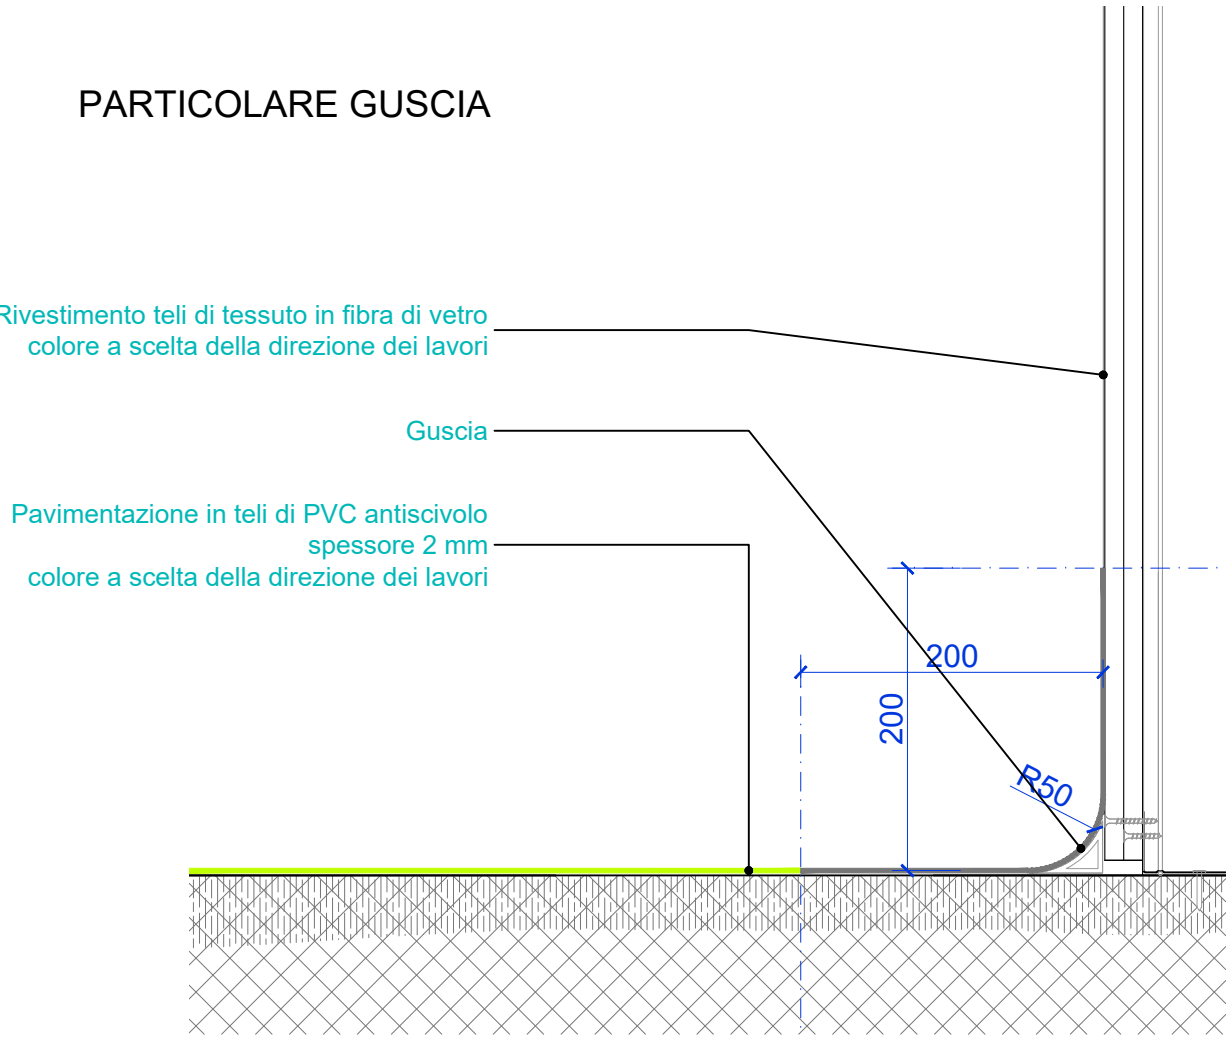 PARTICOLARE GUSCIA
Rivestimento teli di tessuto in fibra di vetro
colore a scelta della direzione dei lavori
Guscia
Pavimentazione in teli di PVC antiscivolo
spessore 2 mm
colore a scelta della direzione dei lavori
200
200
R50